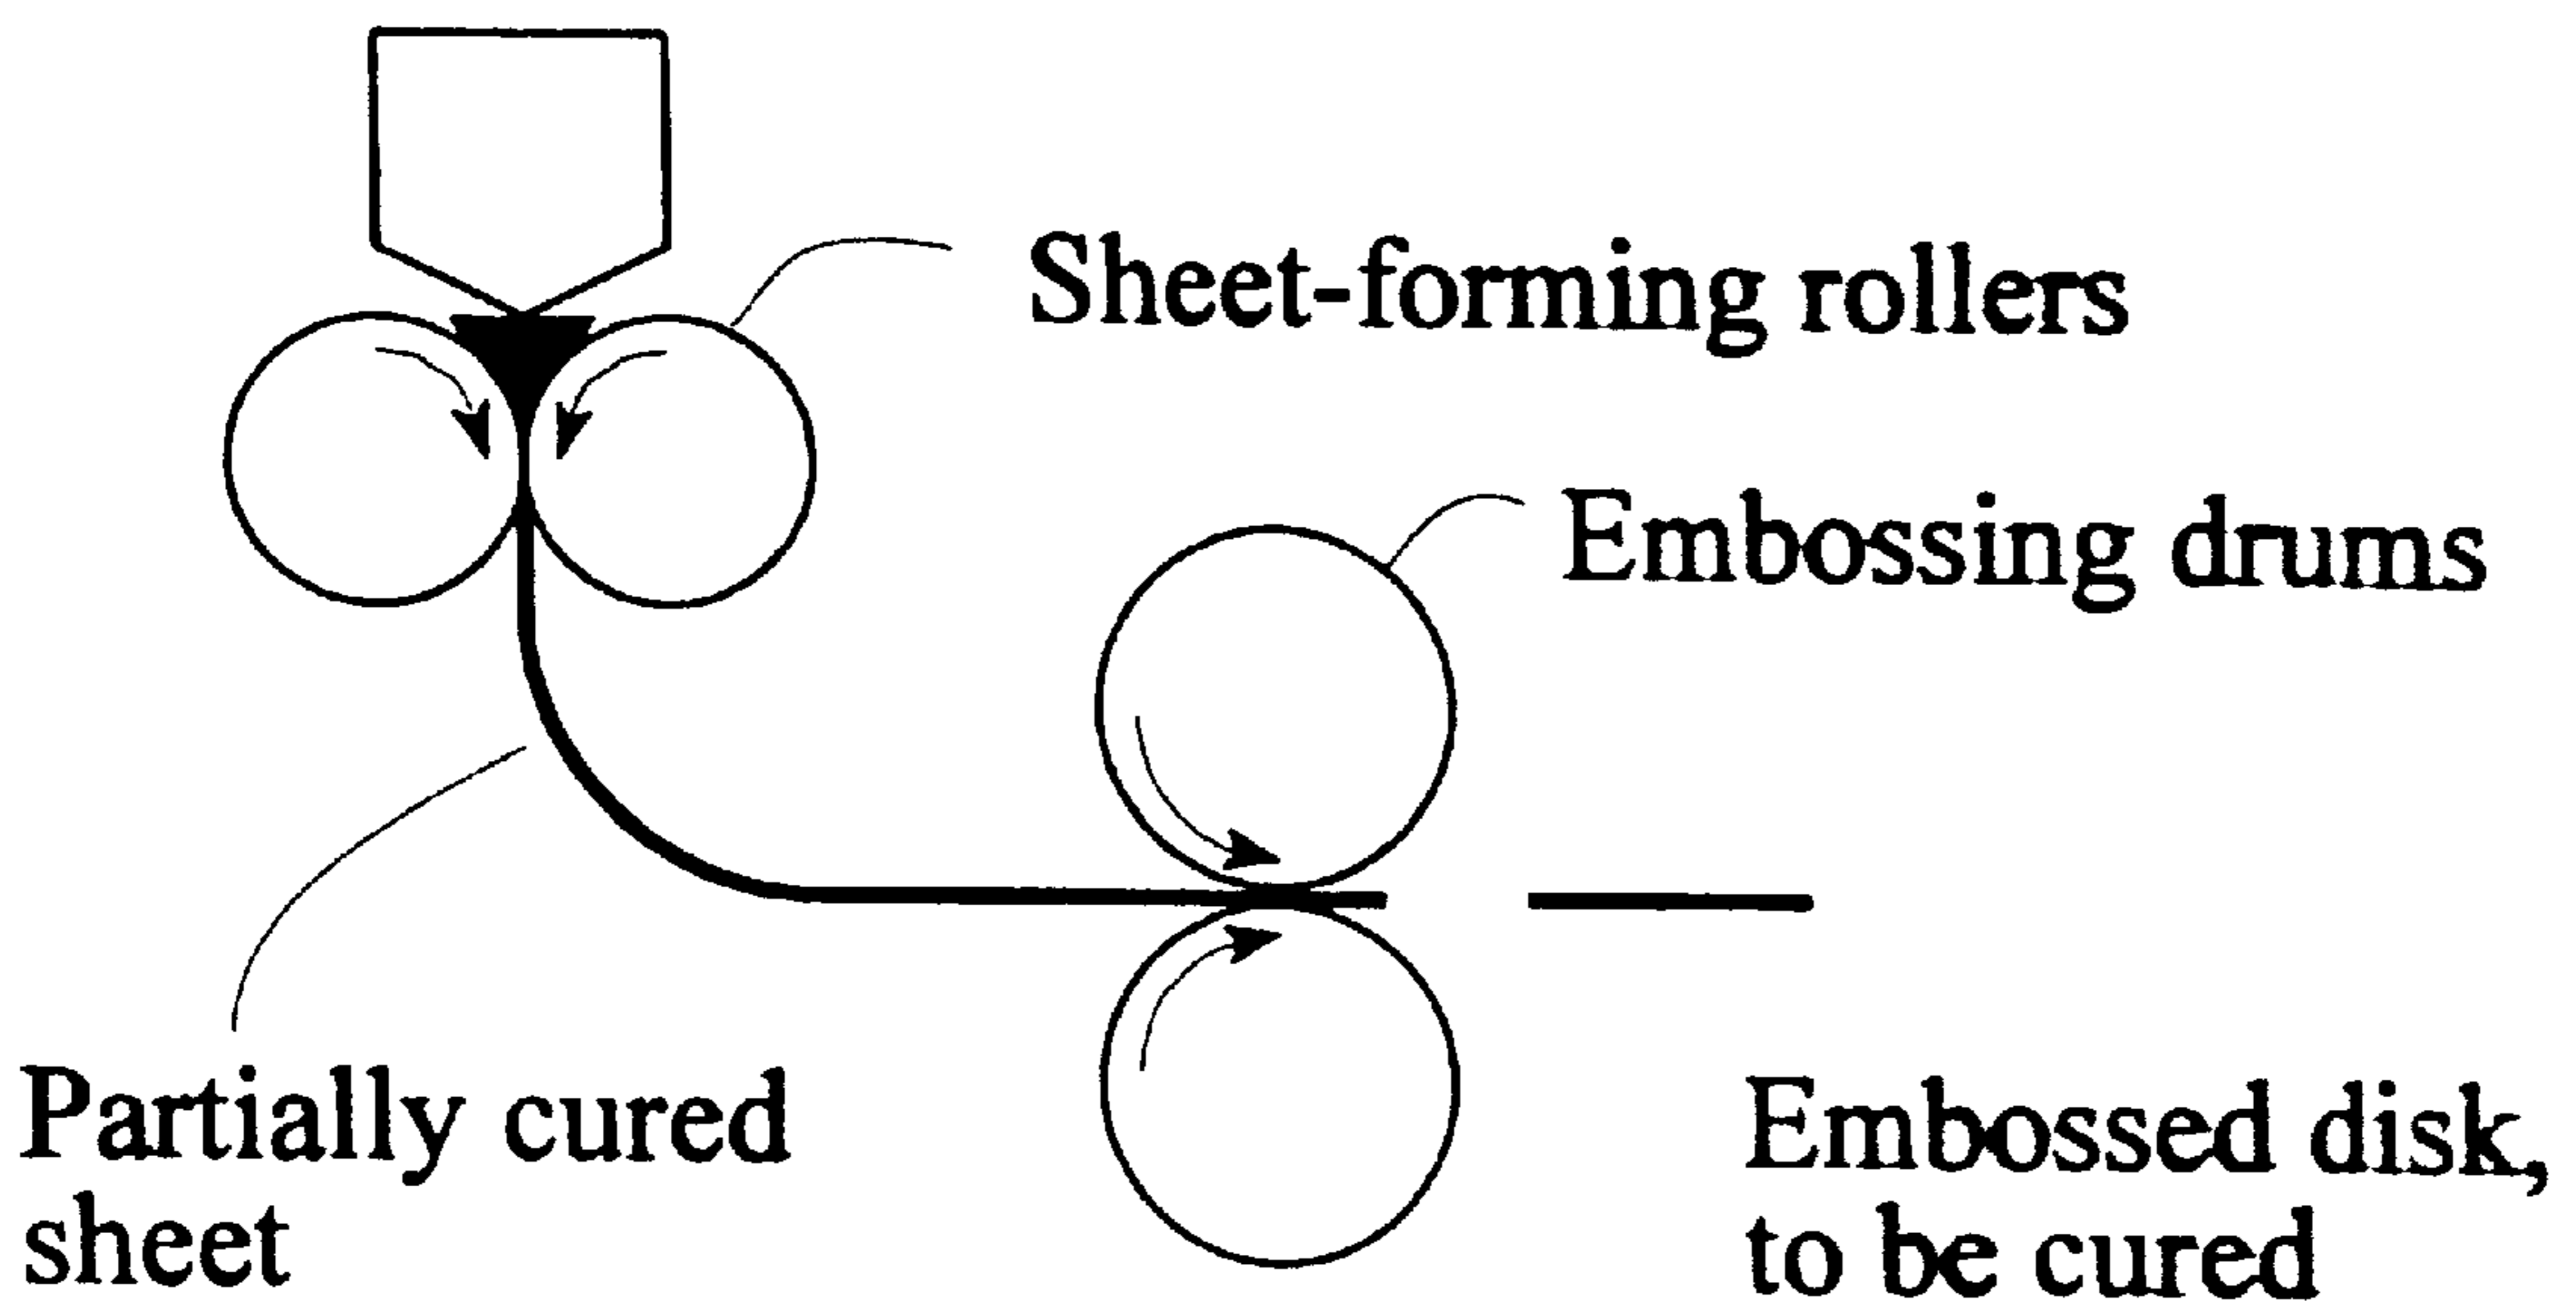 Sheet-forming rollers
Embossing drums
Partially cured
sheet
Embossed disk,
to be cured